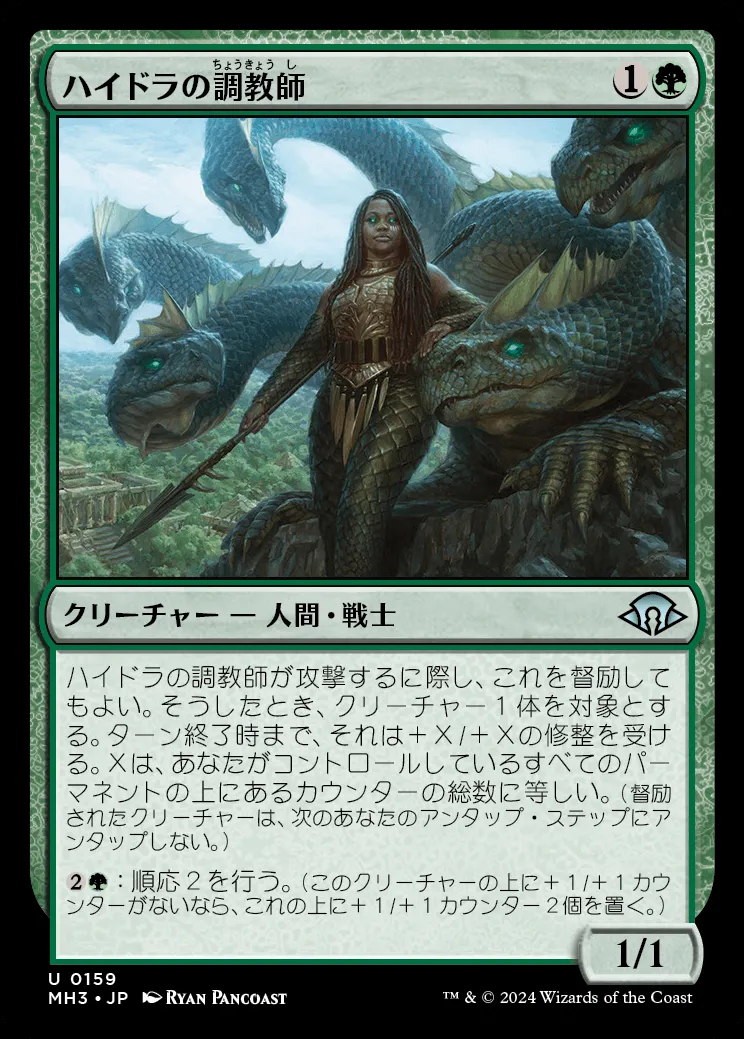 ちょうきょう し
ハイドラの調教師
1
クリーチャー — 人間・戦士
ハイドラの調教師が攻撃するに際し、これを督励して
もよい。そうしたとき、クリーチャー１体を対象とす
る。ターン終了時まで、それは＋Ｘ/＋Ｘの修整を受け
る。Ｘは、あなたがコントロールしているすべてのパー
マネントの上にあるカウンターの総数に等しい。（督励
されたクリーチャーは、次のあなたのアンタップ・ステップにア
ンタップしない。）
2：順応２を行う。（このクリーチャーの上に＋１/＋１カウ
ンターがないなら、これの上に＋１/＋１カウンター２個を置く。）
1/1
U 0159
MH3 • JP RYAN PANCOAST
™ & © 2024 Wizards of the Coast